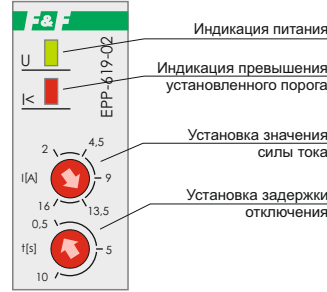 F&F
U
I<
EPP-619-02
Индикация питания
Индикация превышения
установленного порога
Установка значения
силы тока
Установка задержки
отключения
2
4,5
I[A]
9
16
13,5
0,5
t[s]
5
10